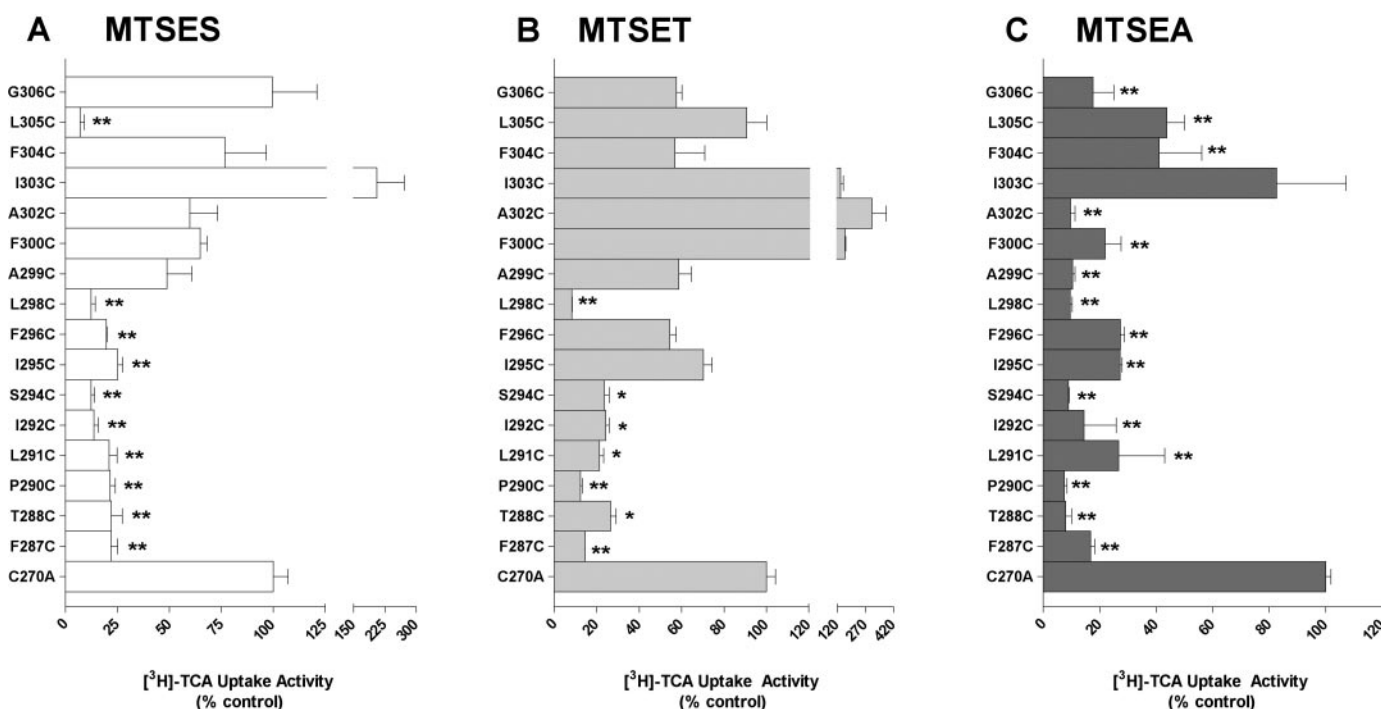 A MTSES
G306C
L305C **
F304C
I303C
A302C
F300C
A299C
L298C **
F296C **
I295C **
S294C **
I292C **
L291C **
P290C **
T288C **
F287C **
C270A
0 25 50 75 100 125 150 225 300
[³H]-TCA Uptake Activity
(% control)
B MTSET
G306C
L305C
F304C
I303C
A302C
F300C
A299C
L298C **
F296C
I295C
S294C *
I292C *
L291C *
P290C **
T288C *
F287C **
C270A
0 20 40 60 80 100 120 120 270 420
[³H]-TCA Uptake Activity
(% control)
C MTSEA
G306C **
L305C **
F304C **
I303C
A302C **
F300C **
A299C **
L298C **
F296C **
I295C **
S294C **
I292C **
L291C **
P290C **
T288C **
F287C **
C270A
0 20 40 60 80 100 120
[³H]-TCA Uptake Activity
(% control)